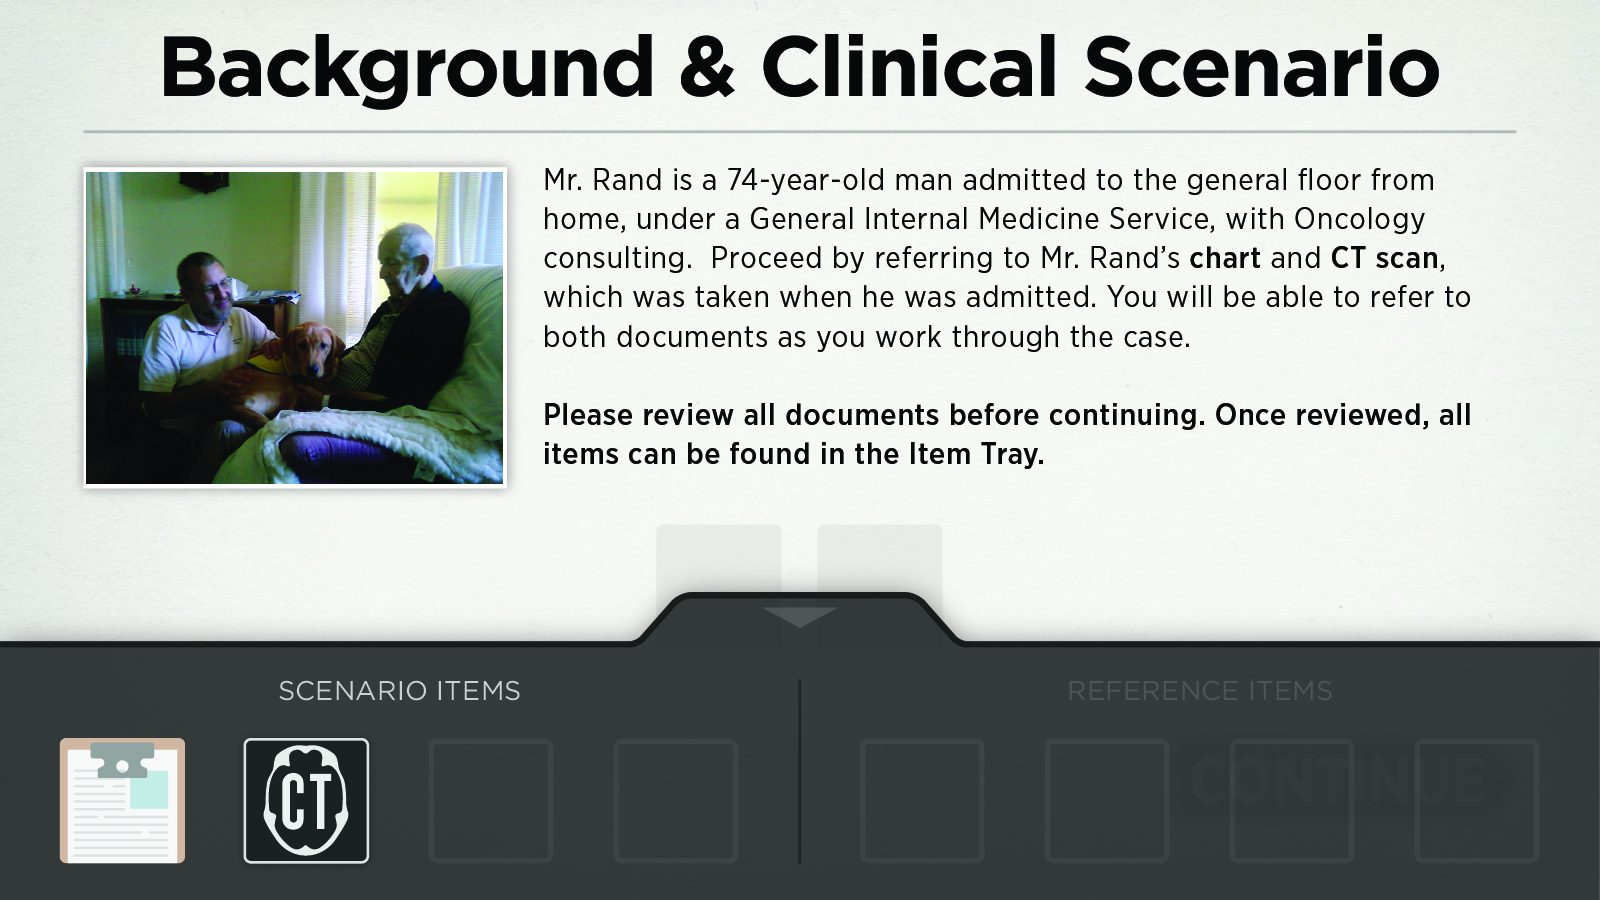 Background & Clinical Scenario
Mr. Rand is a 74-year-old man admitted to the general floor from
home, under a General Internal Medicine Service, with Oncology
consulting.  Proceed by referring to Mr. Rand’s chart and CT scan,
which was taken when he was admitted. You will be able to refer to
both documents as you work through the case.
Please review all documents before continuing. Once reviewed, all
items can be found in the Item Tray.
SCENARIO ITEMS
REFERENCE ITEMS
CT
CONTINUE